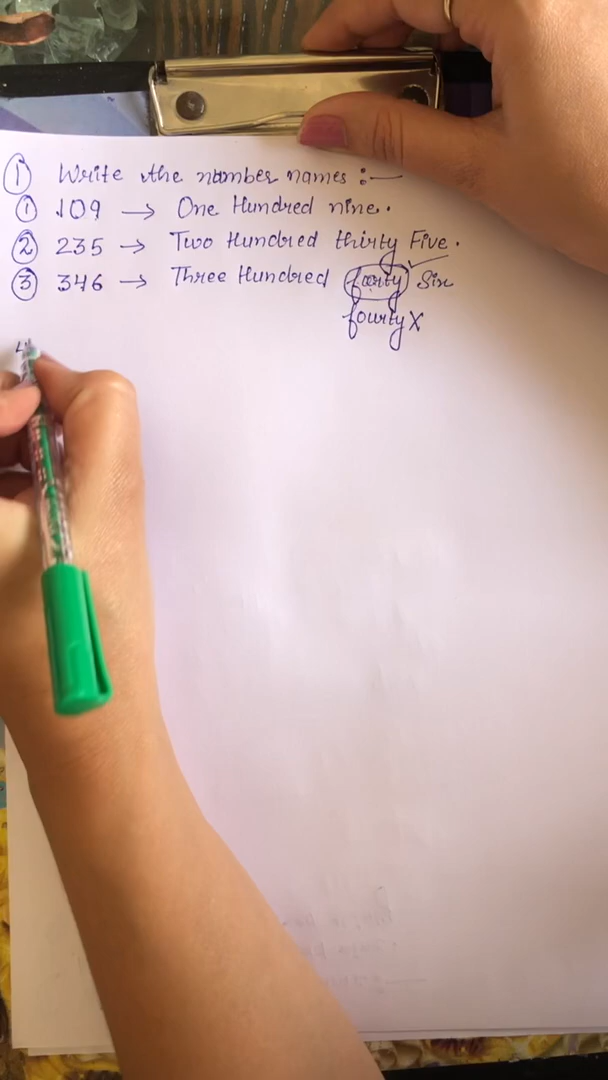 ① Write the number names :—
① 109 → One Hundred nine.
② 235 → Two Hundred thirty Five.
③ 346 → Three Hundred forty ✓ Six
fourty X